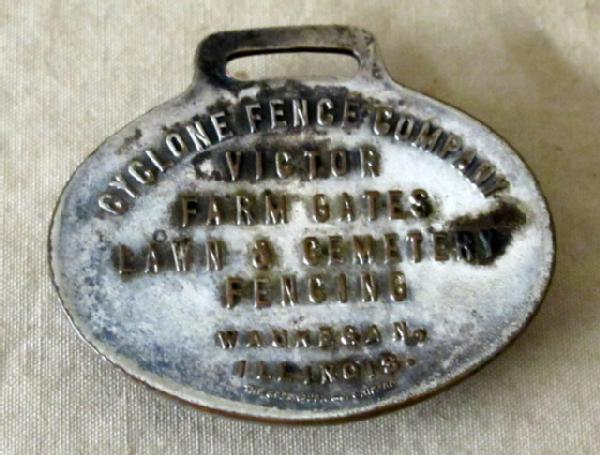 CYCLONE FENCE COMPANY
VICTOR
FARM GATES
LAWN & CEMETERY
FENCING
WAUKEGAN,
ILLINOIS.